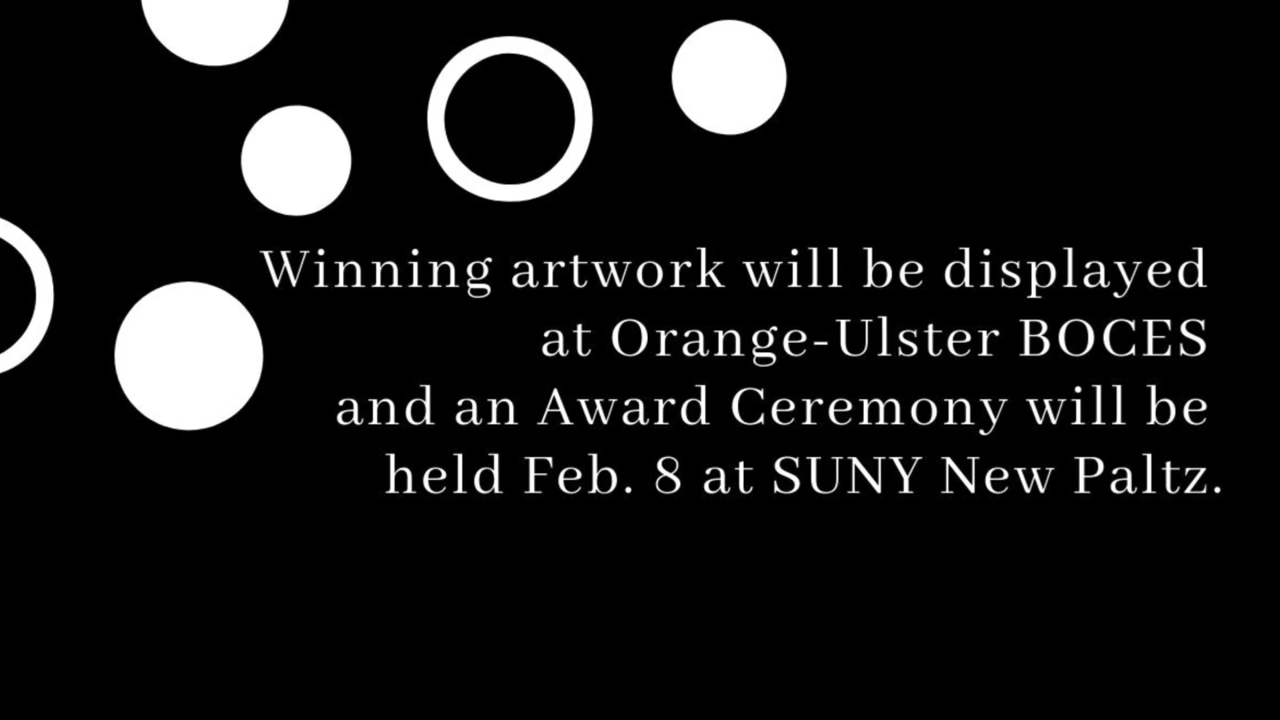 Winning artwork will be displayed
at Orange-Ulster BOCES
and an Award Ceremony will be
held Feb. 8 at SUNY New Paltz.